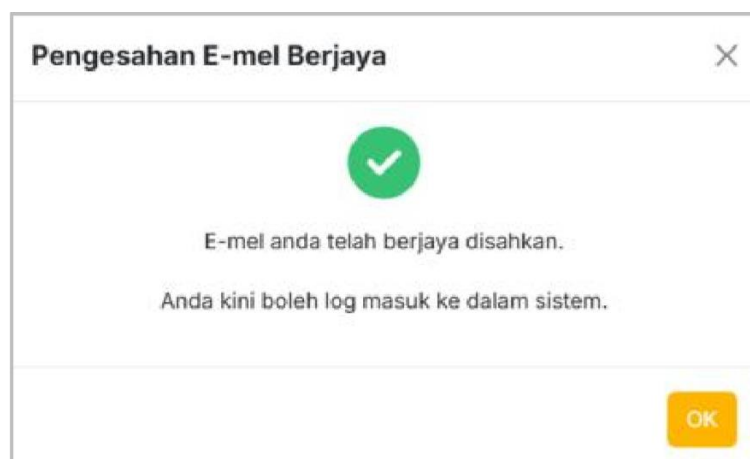 Pengesahan E-mel Berjaya
E-mel anda telah berjaya disahkan.
Anda kini boleh log masuk ke dalam sistem.
OK